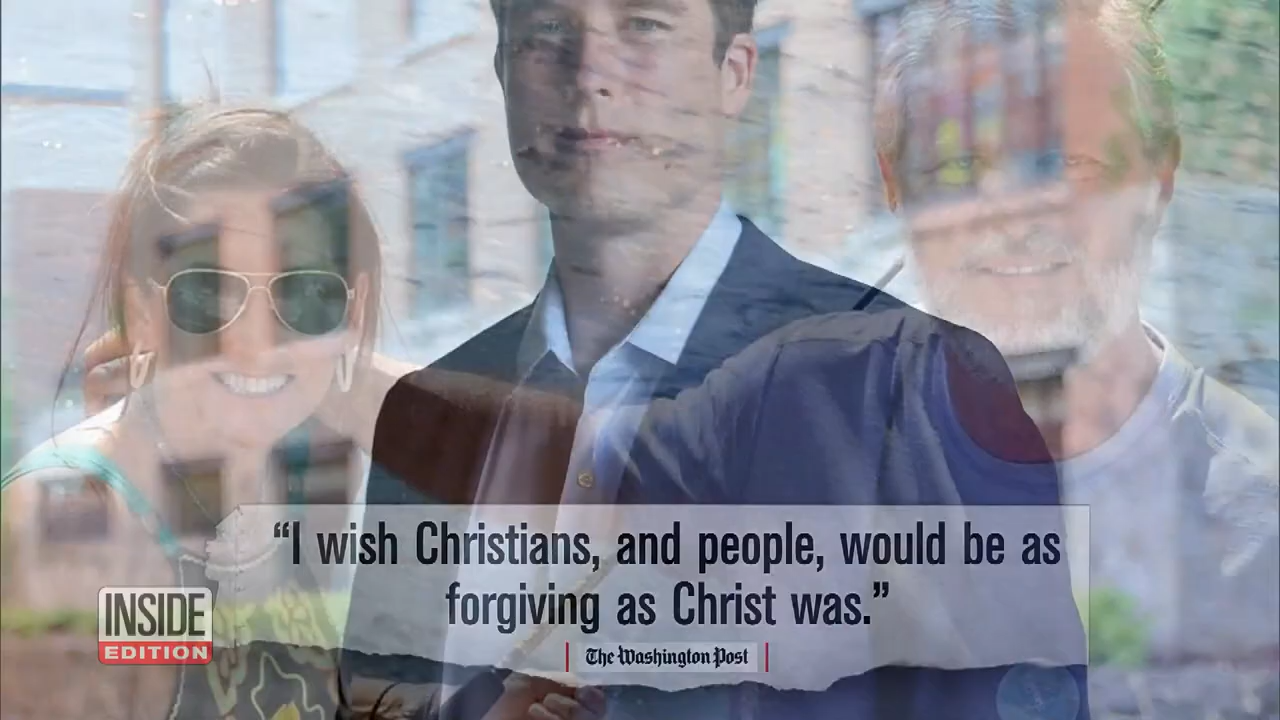 “I wish Christians, and people, would be as
forgiving as Christ was.”
The Washington Post
INSIDE
EDITION